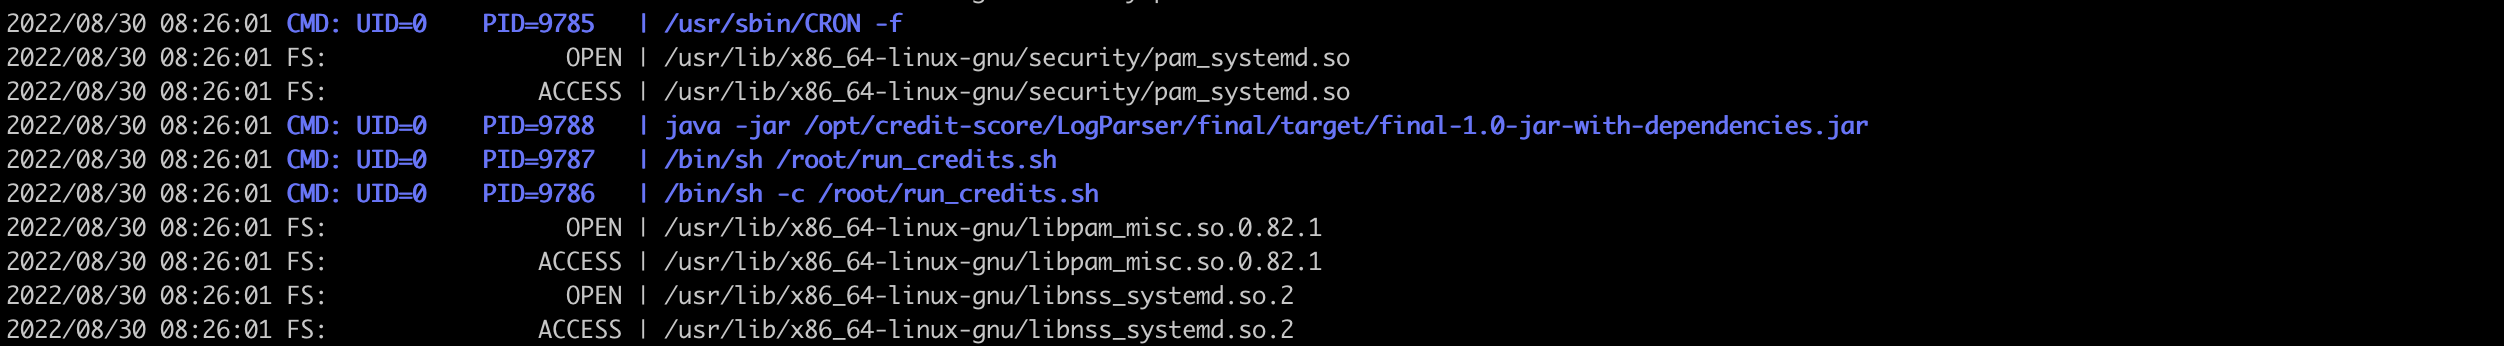 2022/08/30 08:26:01 CMD: UID=0    PID=9785   | /usr/sbin/CRON -f
2022/08/30 08:26:01 FS:                 OPEN | /usr/lib/x86_64-linux-gnu/security/pam_systemd.so
2022/08/30 08:26:01 FS:               ACCESS | /usr/lib/x86_64-linux-gnu/security/pam_systemd.so
2022/08/30 08:26:01 CMD: UID=0    PID=9788   | java -jar /opt/credit-score/LogParser/final/target/final-1.0-jar-with-dependencies.jar
2022/08/30 08:26:01 CMD: UID=0    PID=9787   | /bin/sh /root/run_credits.sh
2022/08/30 08:26:01 CMD: UID=0    PID=9786   | /bin/sh -c /root/run_credits.sh
2022/08/30 08:26:01 FS:                 OPEN | /usr/lib/x86_64-linux-gnu/libpam_misc.so.0.82.1
2022/08/30 08:26:01 FS:               ACCESS | /usr/lib/x86_64-linux-gnu/libpam_misc.so.0.82.1
2022/08/30 08:26:01 FS:                 OPEN | /usr/lib/x86_64-linux-gnu/libnss_systemd.so.2
2022/08/30 08:26:01 FS:               ACCESS | /usr/lib/x86_64-linux-gnu/libnss_systemd.so.2